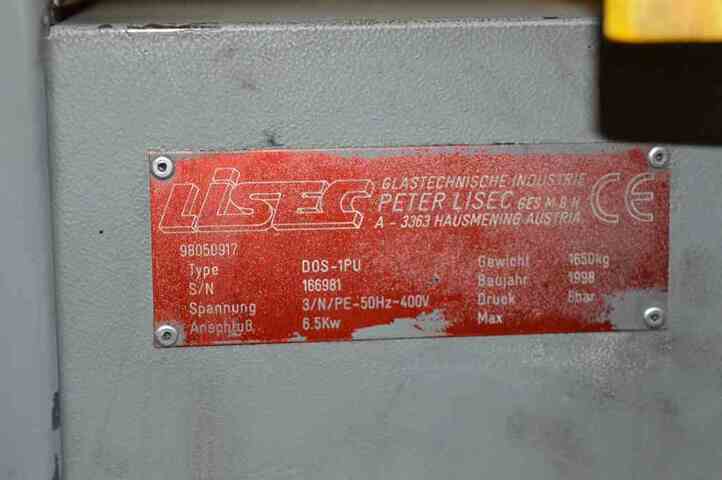 LISEC
GLASTECHNISCHE INDUSTRIE
PETER LISEC GES M B H
A - 3363 HAUSMENING AUSTRIA
CE
98050917
Type DOS-1PU Gewicht 1650kg
S/N 166981 Baujahr 1998
Spannung 3/N/PE-50Hz-400V Druck 6bar
Anschluß 6.5Kw Max